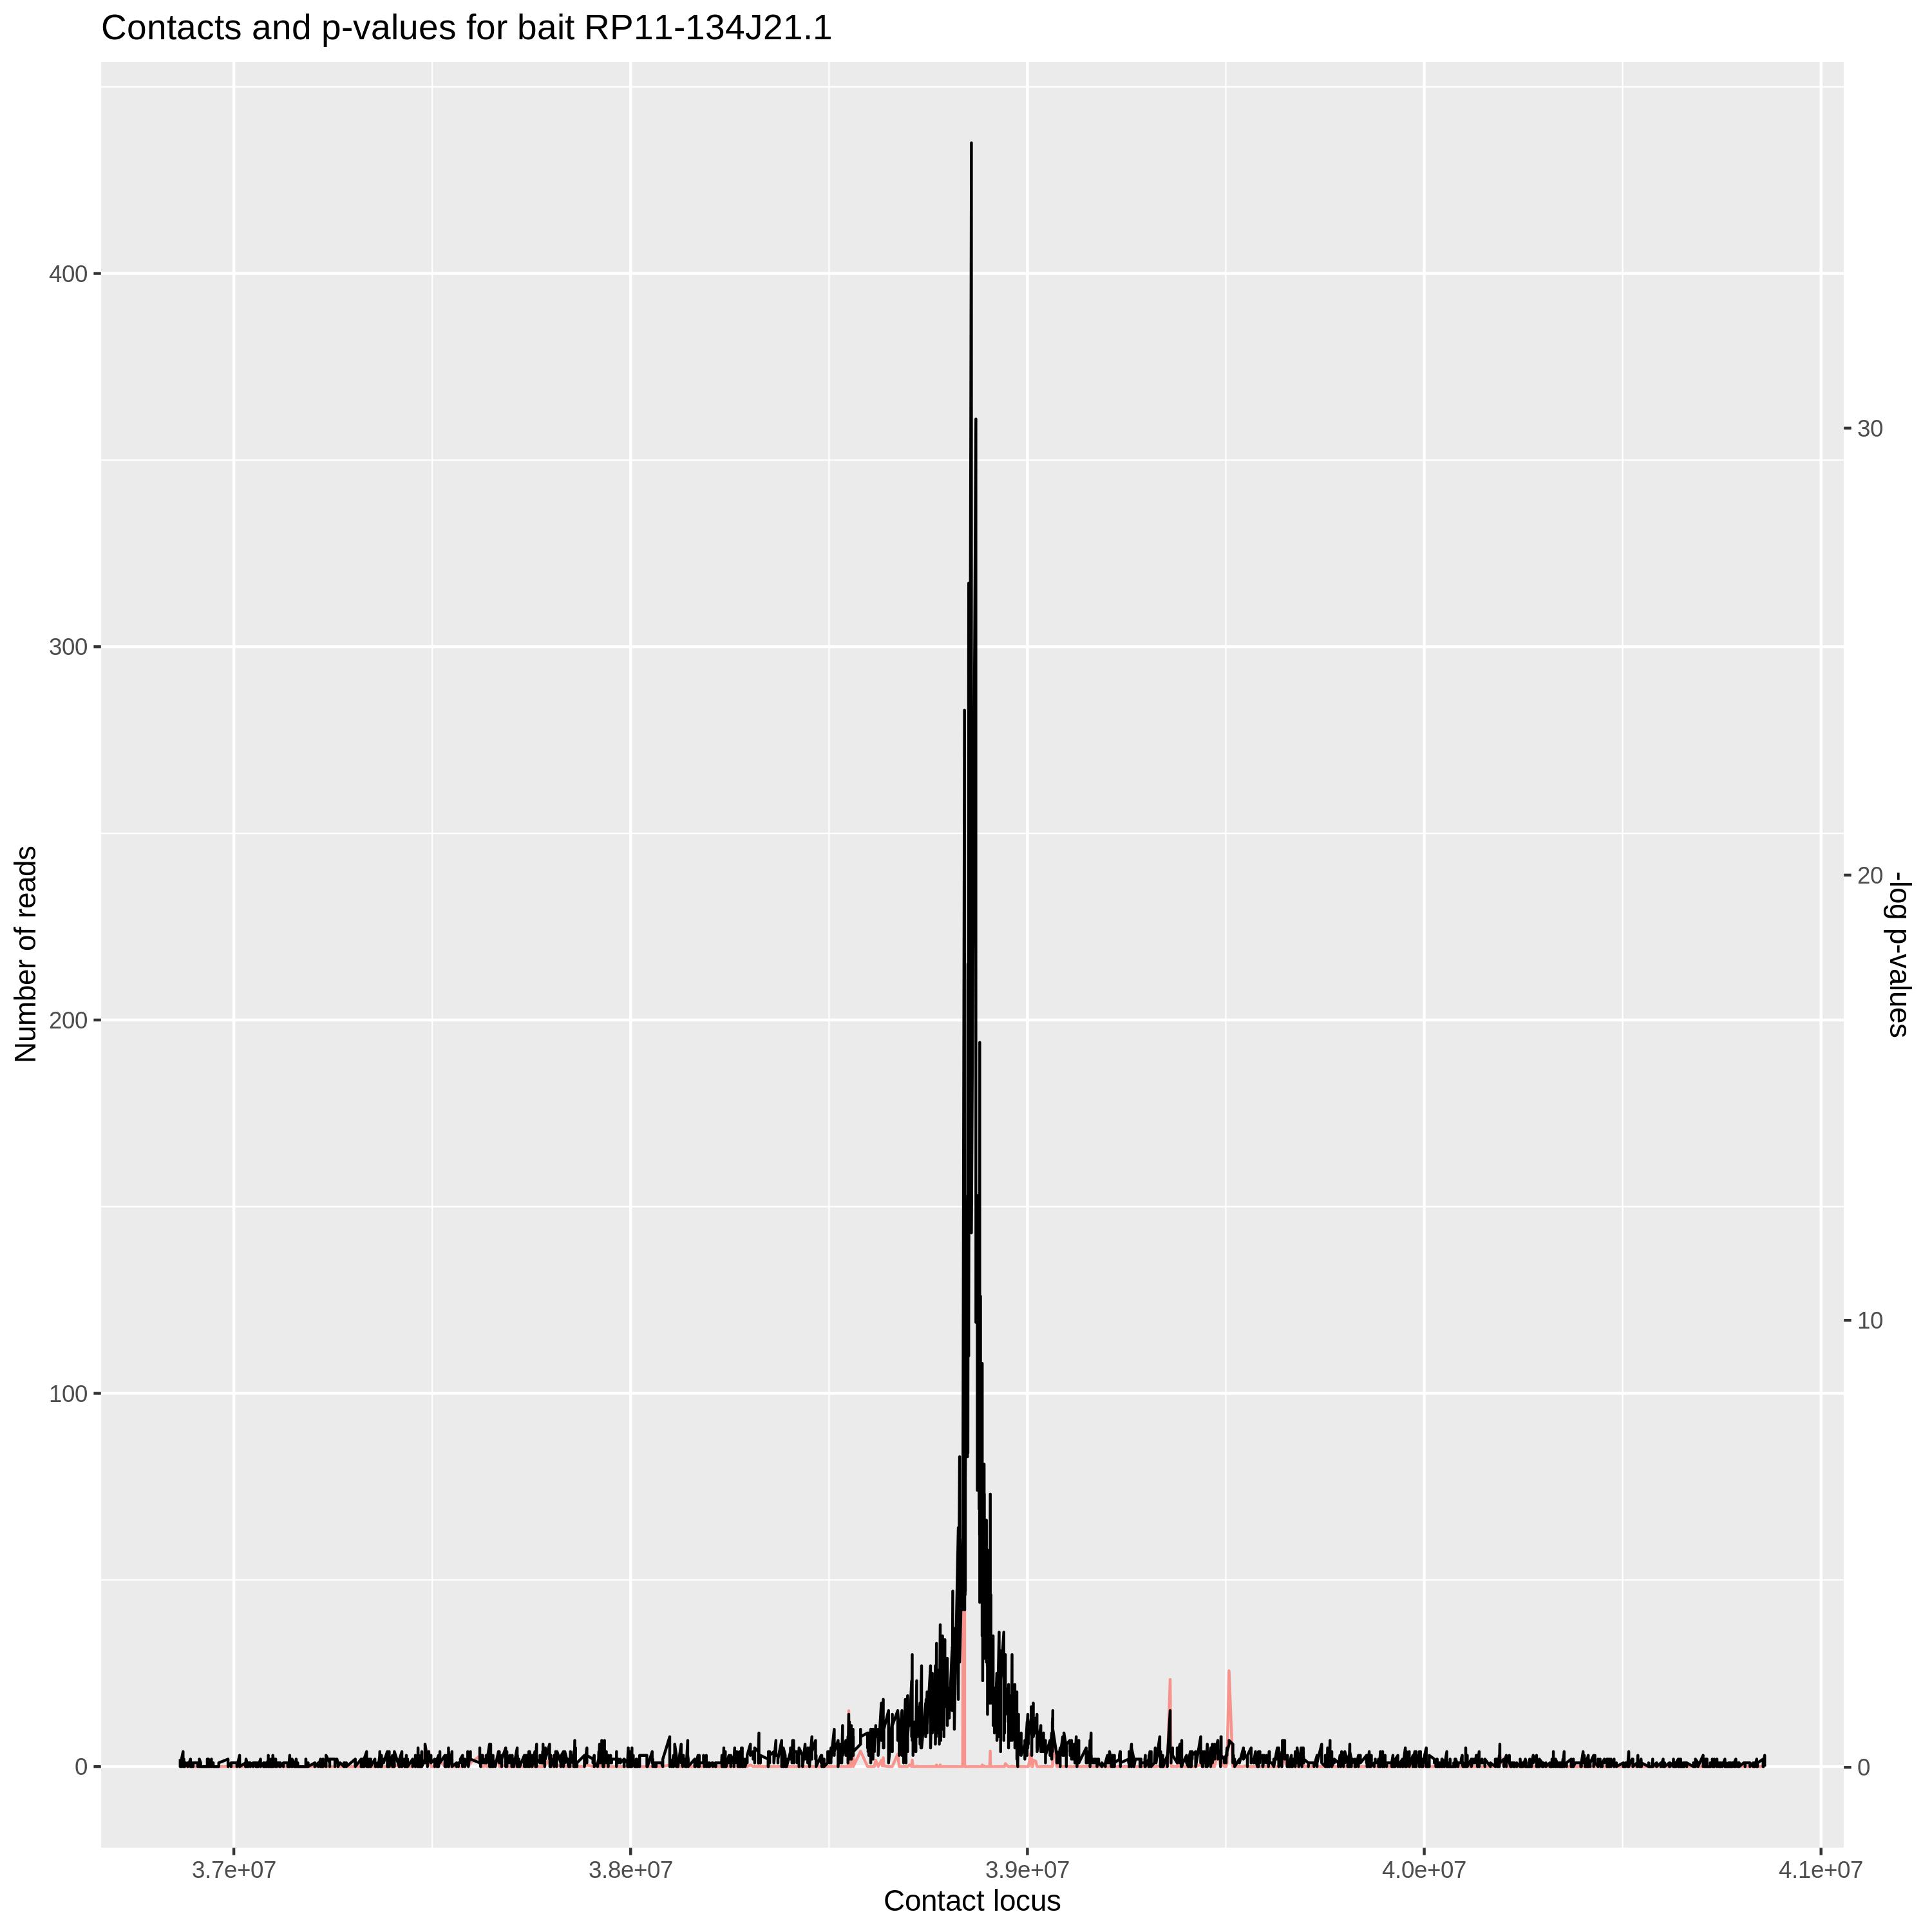 Contacts and p-values for bait RP11-134J21.1
400
300
200
100
0
Number of reads
30
20
10
0
-log p-values
3.7e+07
3.8e+07
3.9e+07
4.0e+07
4.1e+07
Contact locus